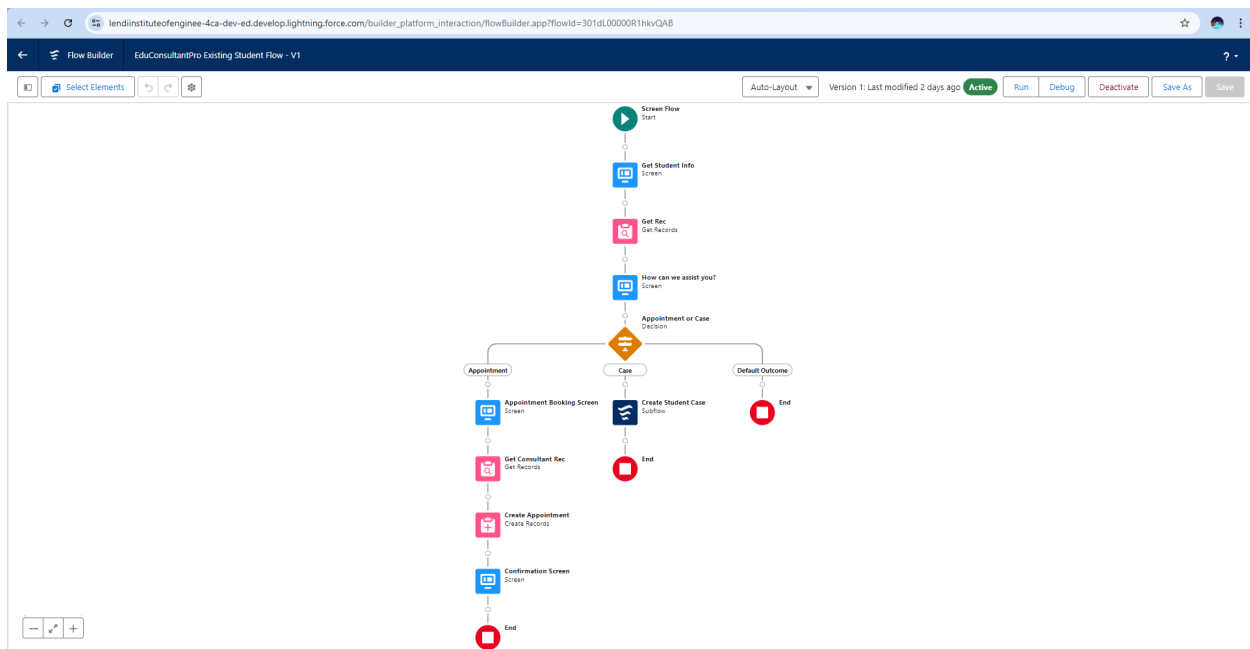 lendiinstituteofenginee-4ca-dev-ed.develop.lightning.force.com/builder_platform_interaction/flowBuilder.app?flowId=301dL00000R1hkvQAB
Flow Builder EduConsultantPro Existing Student Flow - V1 ?
Select Elements Auto-Layout Version 1: Last modified 2 days ago Active Run Debug Deactivate Save As Save
Screen Flow
Start
Get Student Info
Screen
Get Rec
Get Records
How can we assist you?
Screen
Appointment or Case
Decision
Appointment Case Default Outcome
Appointment Booking Screen
Screen
Create Student Case
Subflow
End
Get Consultant Rec
Get Records
End
Create Appointment
Create Records
Confirmation Screen
Screen
End